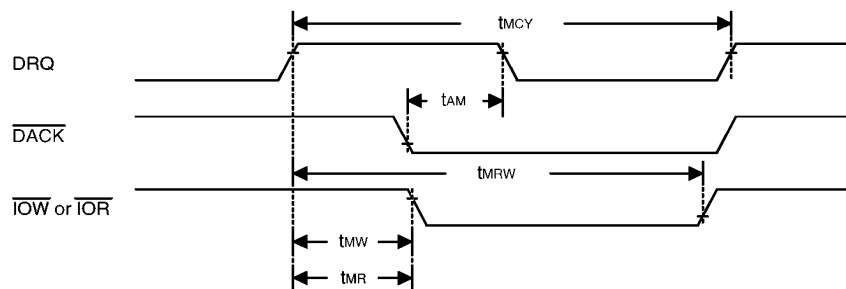 tMCY
DRQ
tAM
DACK
tMRW
IOW or IOR
tMW
tMR